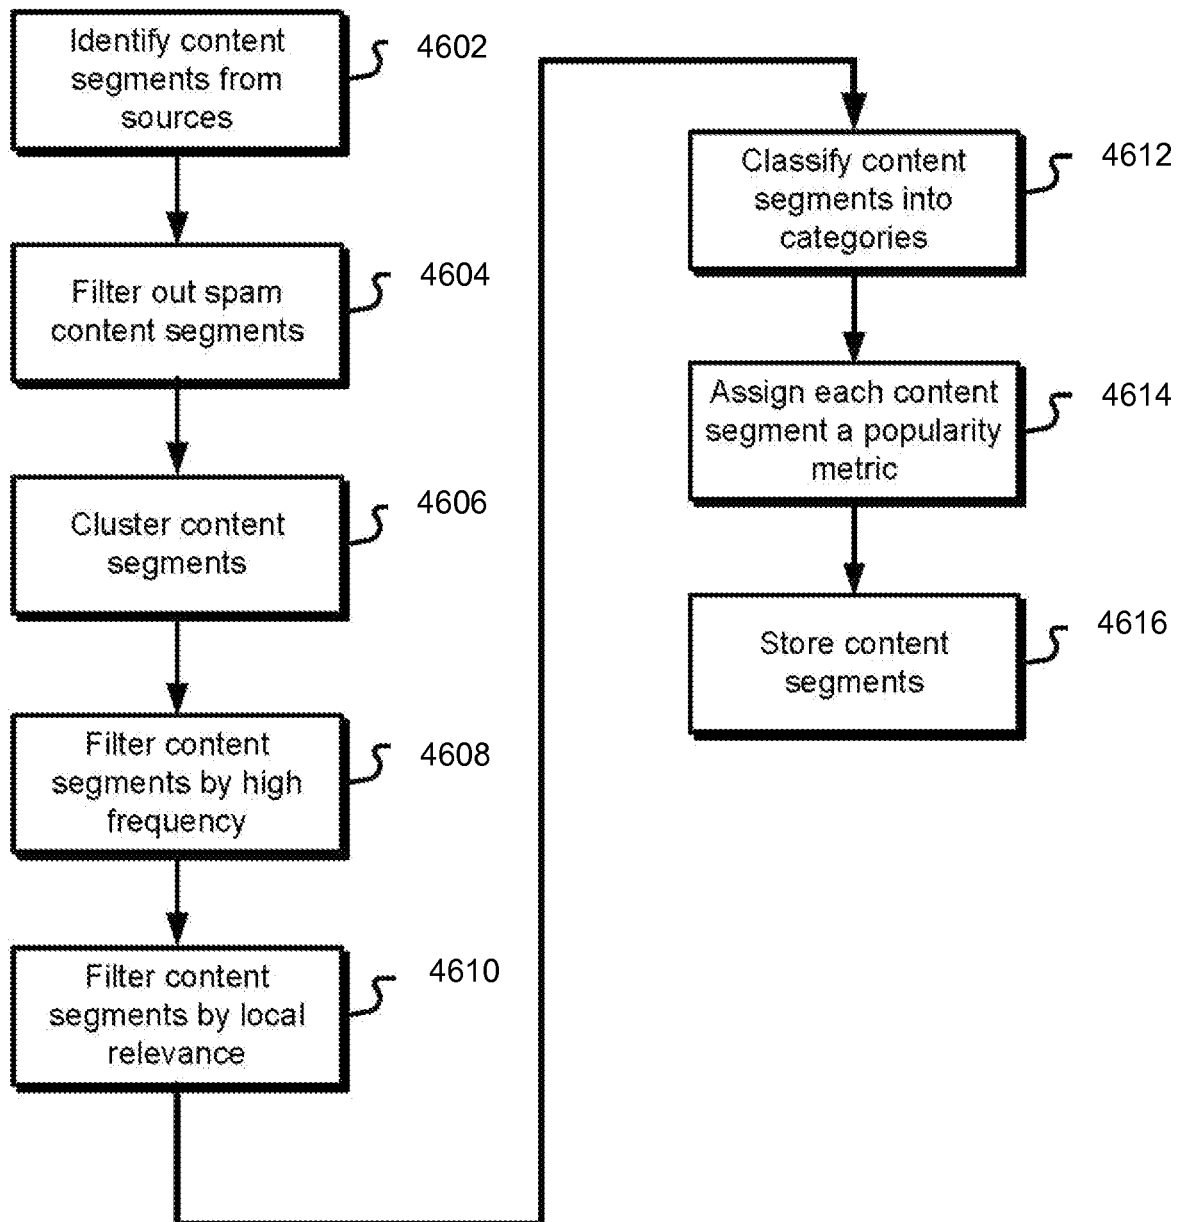 Identify content
segments from
sources
4602
Filter out spam
content segments
4604
Cluster content
segments
4606
Filter content
segments by high
frequency
4608
Filter content
segments by local
relevance
4610
Classify content
segments into
categories
4612
Assign each content
segment a popularity
metric
4614
Store content
segments
4616